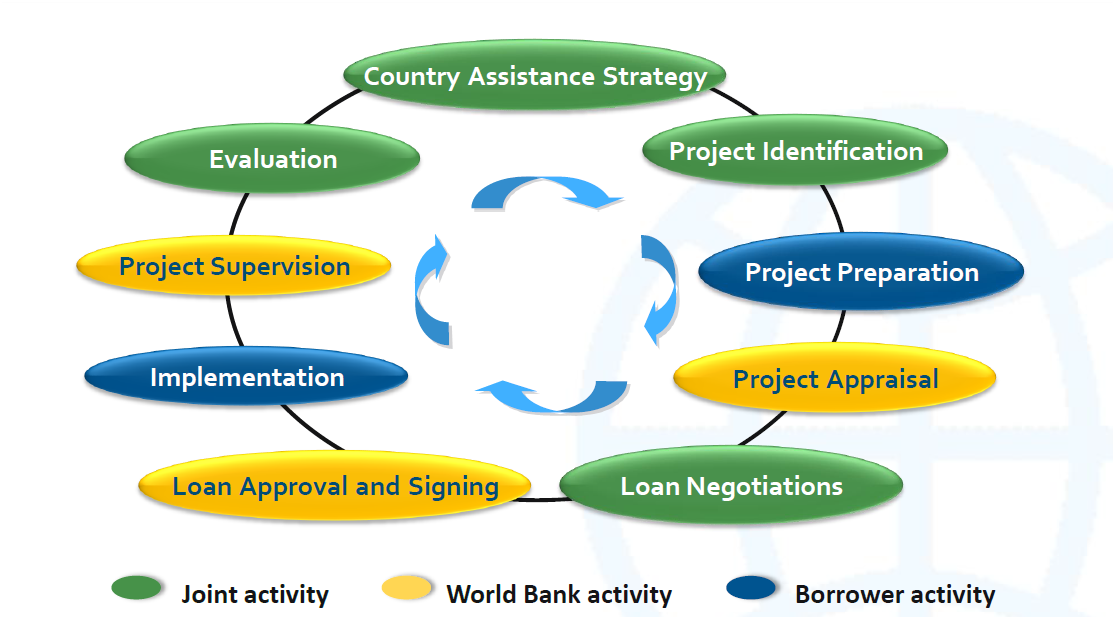 Country Assistance Strategy
Project Identification
Project Preparation
Project Appraisal
Loan Negotiations
Loan Approval and Signing
Implementation
Project Supervision
Evaluation
Joint activity
World Bank activity
Borrower activity